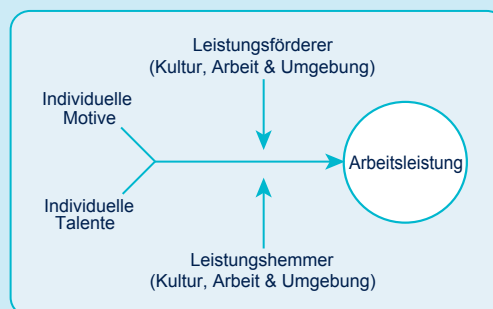 Leistungsförderer
(Kultur, Arbeit & Umgebung)
Individuelle
Motive
Arbeitsleistung
Individuelle
Talente
Leistungshemmer
(Kultur, Arbeit & Umgebung)